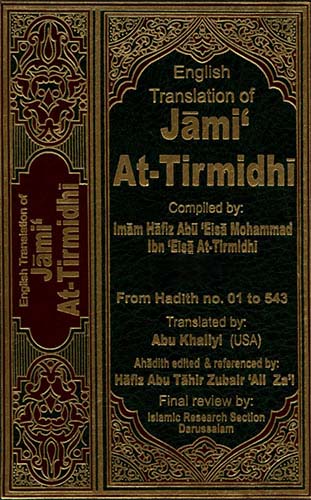 English Translation of
Jāmi‘
At-Tirmidhī
English
Translation of
Jāmi‘
At-Tirmidhī
Compiled by:
Imām Hāfiz Abū ‘Eisā Mohammad
Ibn ‘Eisā At-Tirmidhī
From Hadīth no. 01 to 543
Translated by:
Abu Khaliyl (USA)
Ahādīth edited & referenced by:
Hāfiz Abu Tāhir Zubair ‘Ali Za'i
Final review by:
Islamic Research Section
Darussalam